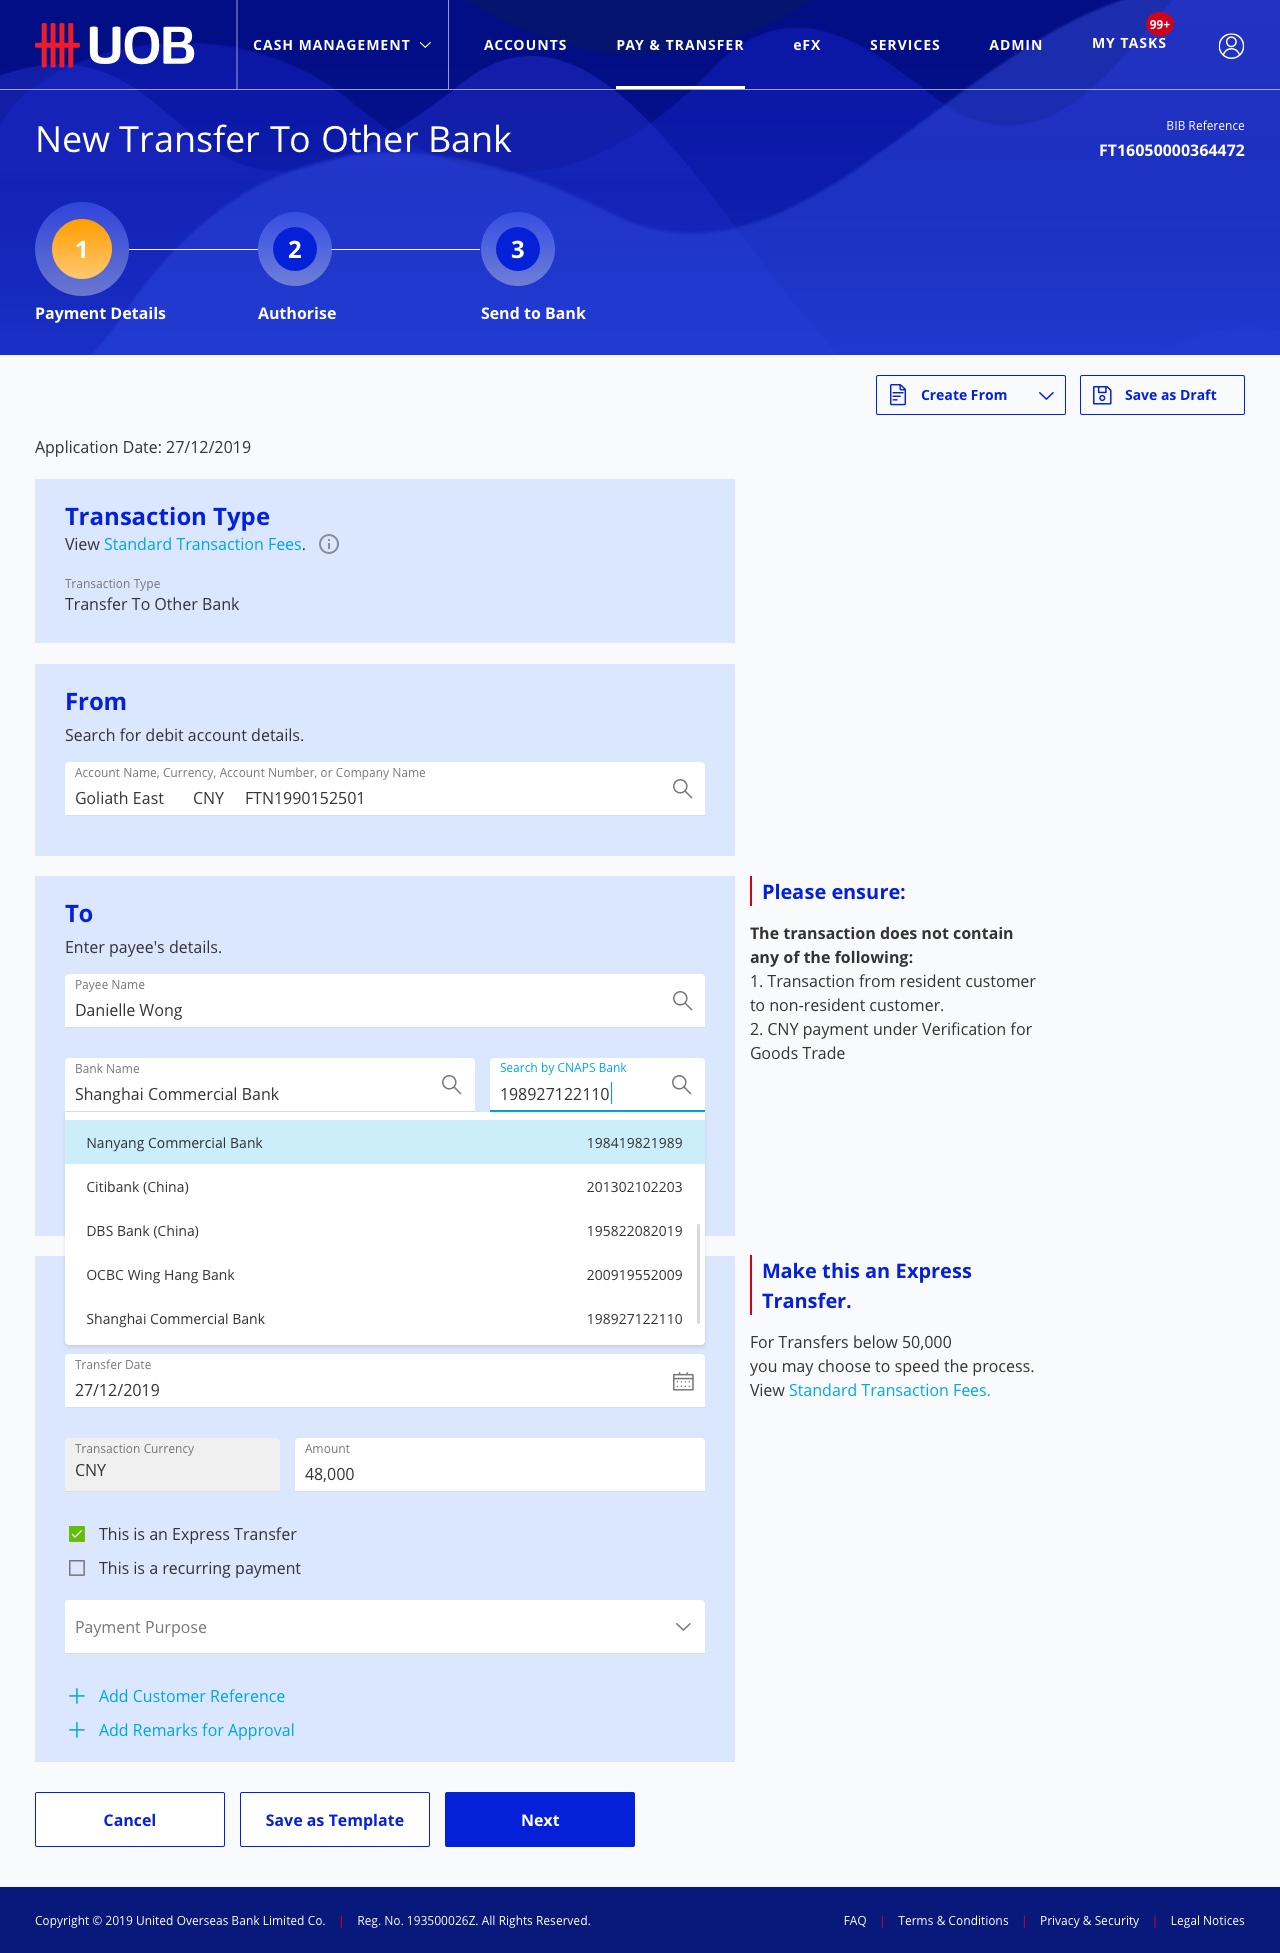 UOB
CASH MANAGEMENT
ACCOUNTS
PAY & TRANSFER
eFX
SERVICES
ADMIN
MY TASKS
99+
New Transfer To Other Bank
BIB Reference
FT16050000364472
1
2
3
Payment Details
Authorise
Send to Bank
Create From
Save as Draft
Application Date: 27/12/2019
Transaction Type
View Standard Transaction Fees.
Transaction Type
Transfer To Other Bank
From
Search for debit account details.
Account Name, Currency, Account Number, or Company Name
Goliath East CNY FTN1990152501
To
Enter payee's details.
Payee Name
Danielle Wong
Bank Name
Shanghai Commercial Bank
Search by CNAPS Bank
198927122110
Nanyang Commercial Bank 198419821989
Citibank (China) 201302102203
DBS Bank (China) 195822082019
OCBC Wing Hang Bank 200919552009
Shanghai Commercial Bank 198927122110
Please ensure:
The transaction does not contain
any of the following:
1. Transaction from resident customer
to non-resident customer.
2. CNY payment under Verification for
Goods Trade
Make this an Express
Transfer.
For Transfers below 50,000
you may choose to speed the process.
View Standard Transaction Fees.
Transfer Date
27/12/2019
Transaction Currency
CNY
Amount
48,000
This is an Express Transfer
This is a recurring payment
Payment Purpose
Add Customer Reference
Add Remarks for Approval
Cancel
Save as Template
Next
Copyright © 2019 United Overseas Bank Limited Co. | Reg. No. 193500026Z. All Rights Reserved.
FAQ | Terms & Conditions | Privacy & Security | Legal Notices